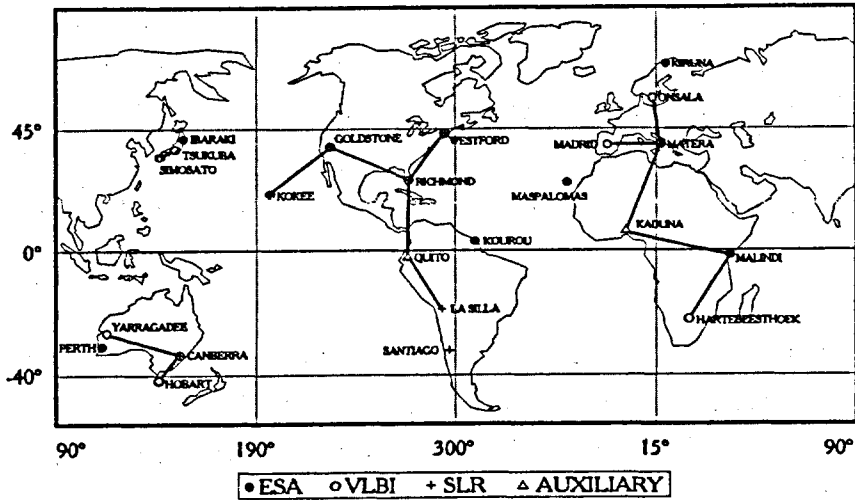 KIRUNA
ONSALA
45°
IBARAKI
GOLDSTONE
WESTFORD
MADRID
MATERA
TSUKUBA
SIMOSATO
RICHMOND
KOKEE
MASPALOMAS
KADUNA
KOUROU
0°
QUITO
MALINDI
LA SILLA
HARTEBEESTHOEK
YARRAGADEE
PERTH
CANBERRA
SANTIAGO
-40°
HOBART
90° 190° 300° 15° 90°
ESA VLBI + SLR AUXILIARY